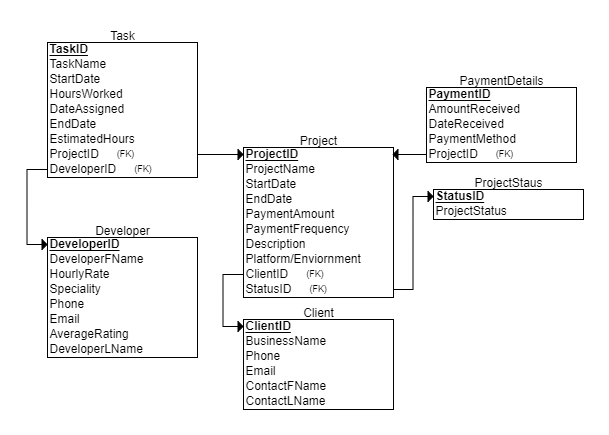 Task
TaskID
TaskName
StartDate
HoursWorked
DateAssigned
EndDate
EstimatedHours
ProjectID (FK)
DeveloperID (FK)
PaymentDetails
PaymentID
AmountReceived
DateReceived
PaymentMethod
ProjectID (FK)
Project
ProjectID
ProjectName
StartDate
EndDate
PaymentAmount
PaymentFrequency
Description
Platform/Enviornment
ClientID (FK)
StatusID (FK)
ProjectStaus
StatusID
ProjectStatus
Developer
DeveloperID
DeveloperFName
HourlyRate
Speciality
Phone
Email
AverageRating
DeveloperLName
Client
ClientID
BusinessName
Phone
Email
ContactFName
ContactLName